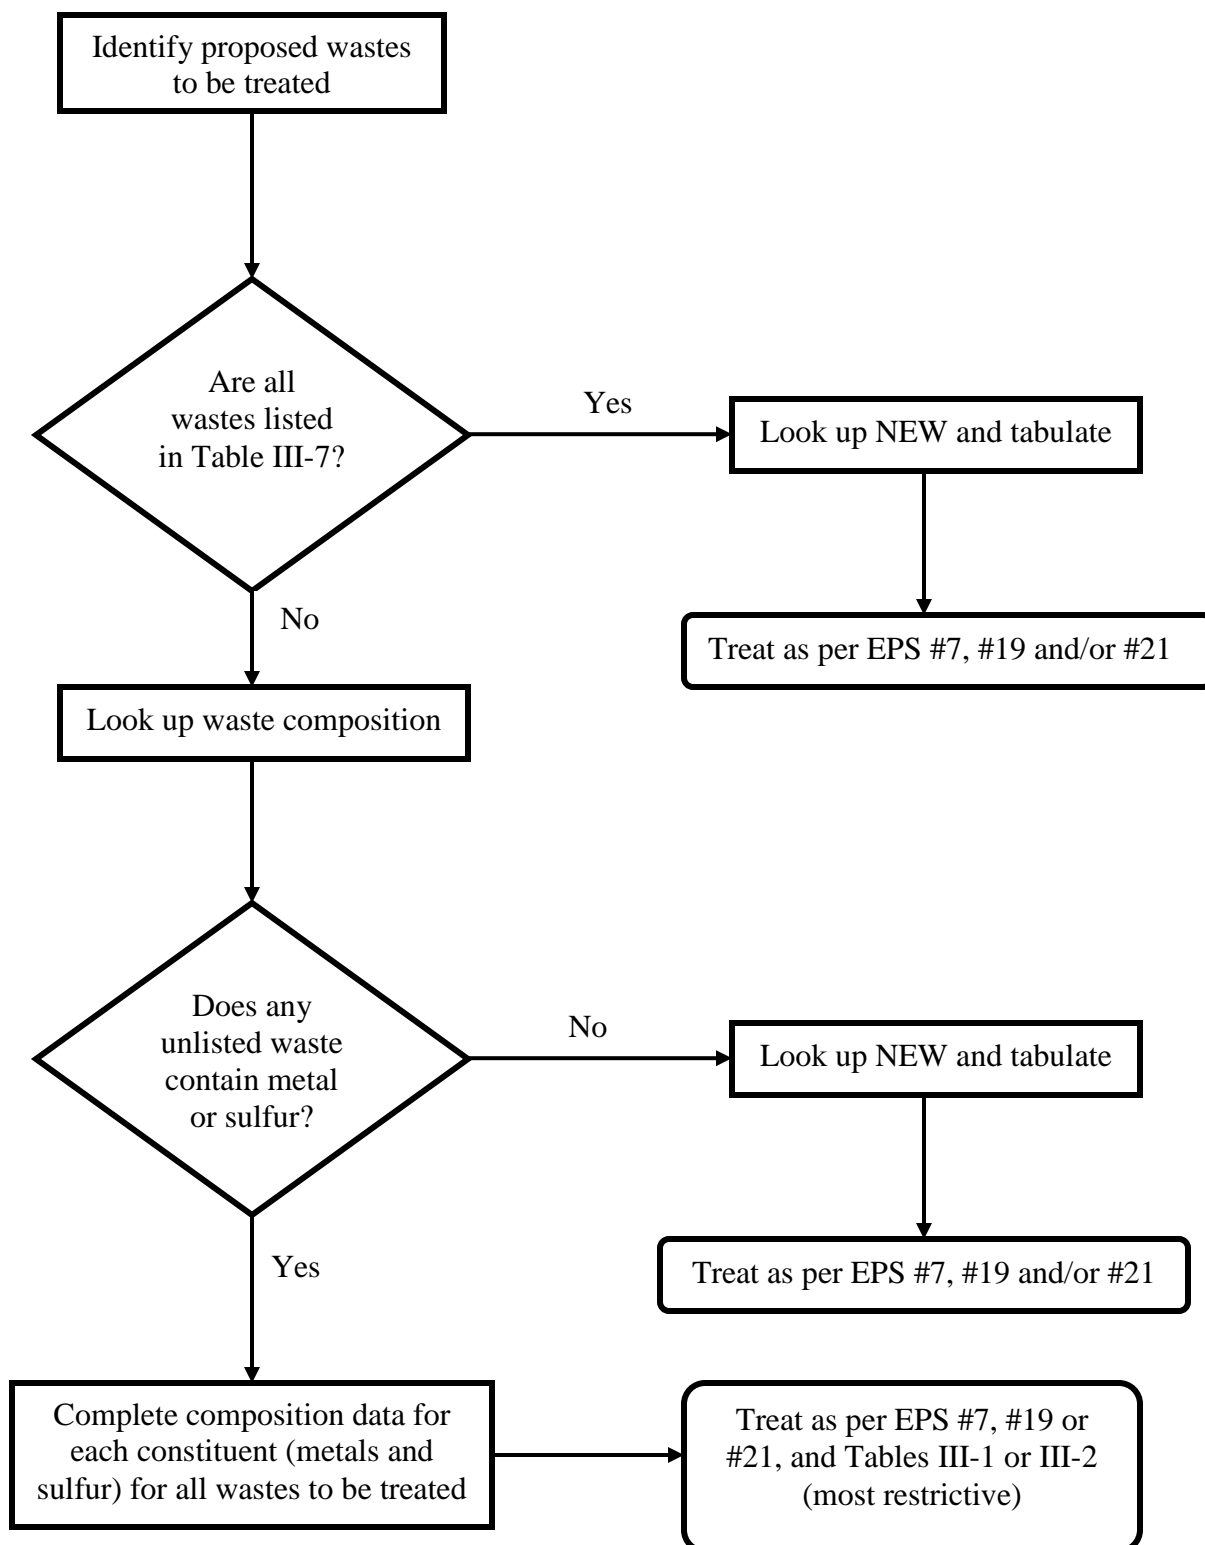 Identify proposed wastes
to be treated
Are all
wastes listed
in Table III-7?
Yes
Look up NEW and tabulate
Treat as per EPS #7, #19 and/or #21
No
Look up waste composition
Does any
unlisted waste
contain metal
or sulfur?
No
Look up NEW and tabulate
Treat as per EPS #7, #19 and/or #21
Yes
Complete composition data for
each constituent (metals and
sulfur) for all wastes to be treated
Treat as per EPS #7, #19 or
#21, and Tables III-1 or III-2
(most restrictive)